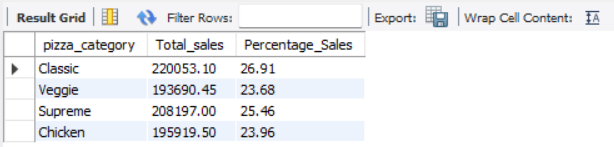 Result Grid Filter Rows: Export: Wrap Cell Content: IA
pizza_category Total_sales Percentage_Sales
Classic 220053.10 26.91
Veggie 193690.45 23.68
Supreme 208197.00 25.46
Chicken 195919.50 23.96